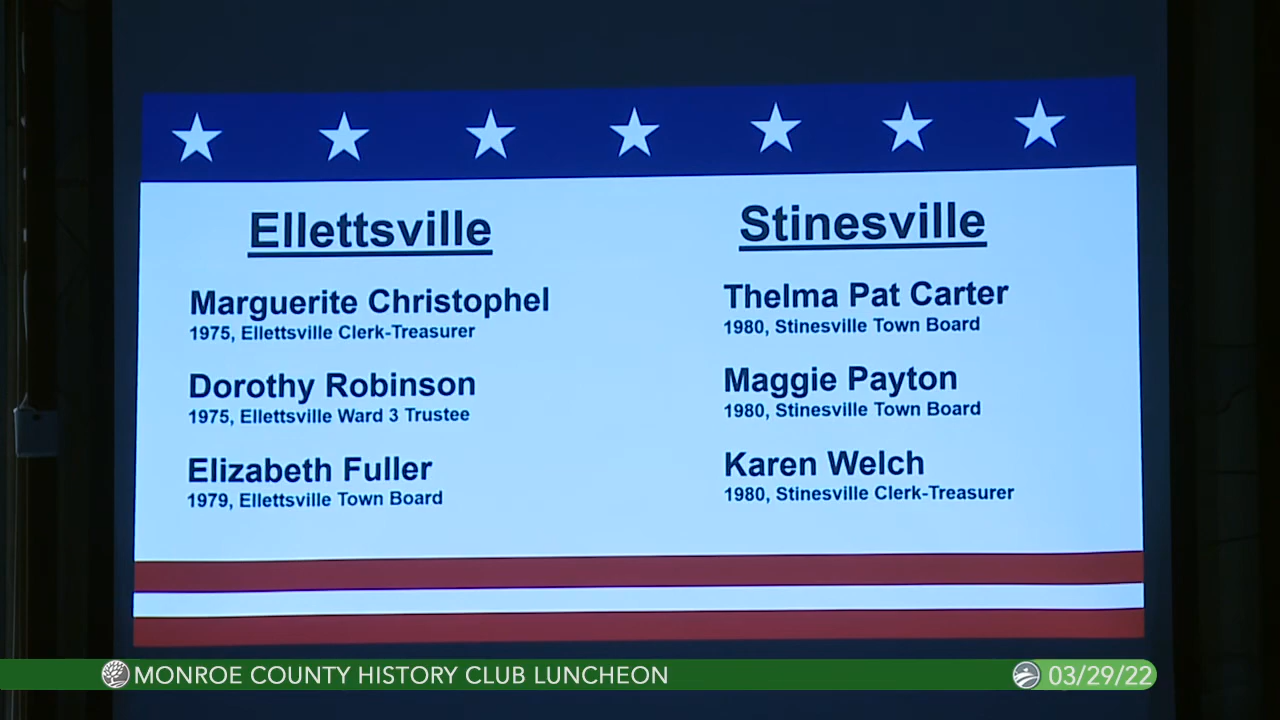 Ellettsville
Marguerite Christophel
1975, Ellettsville Clerk-Treasurer
Dorothy Robinson
1975, Ellettsville Ward 3 Trustee
Elizabeth Fuller
1979, Ellettsville Town Board
Stinesville
Thelma Pat Carter
1980, Stinesville Town Board
Maggie Payton
1980, Stinesville Town Board
Karen Welch
1980, Stinesville Clerk-Treasurer
MONROE COUNTY HISTORY CLUB LUNCHEON
03/29/22